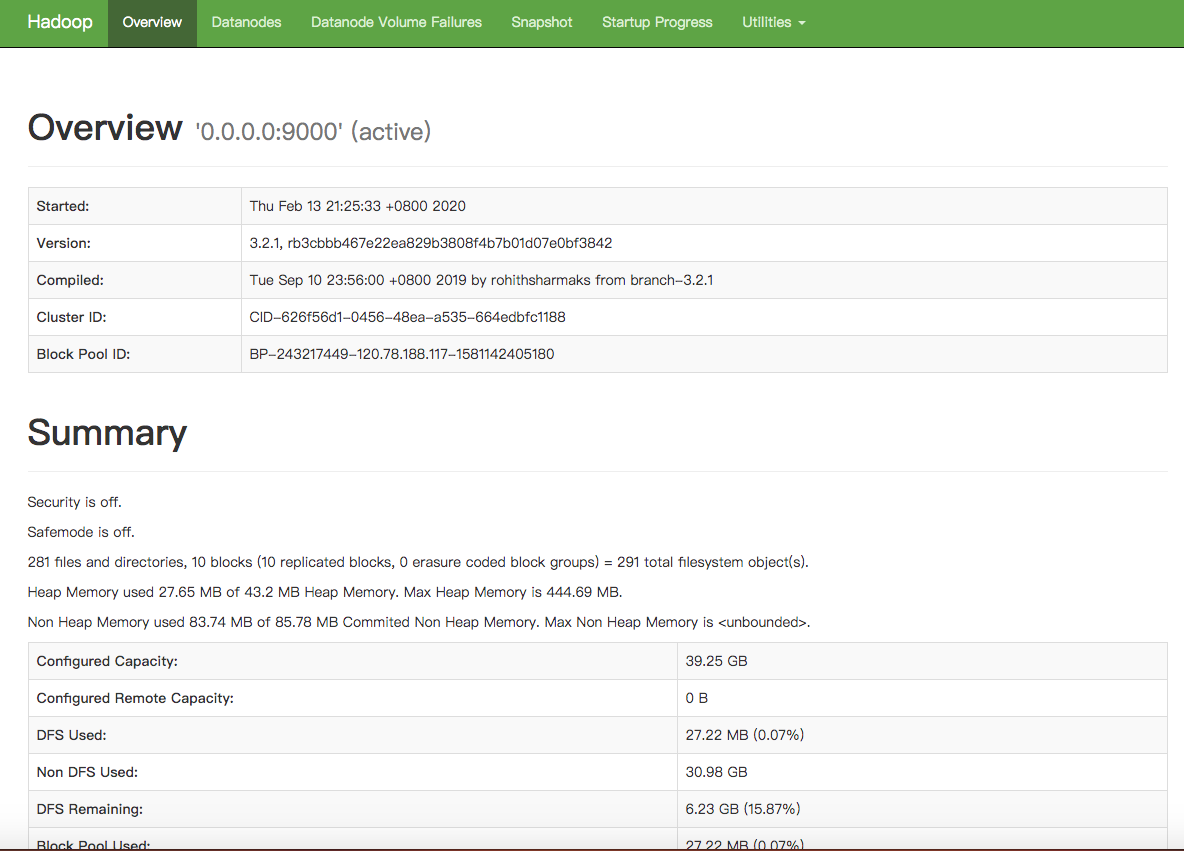 Hadoop Overview Datanodes Datanode Volume Failures Snapshot Startup Progress Utilities
Overview '0.0.0.0:9000' (active)
Started: Thu Feb 13 21:25:33 +0800 2020
Version: 3.2.1, rb3cbbb467e22ea829b3808f4b7b01d07e0bf3842
Compiled: Tue Sep 10 23:56:00 +0800 2019 by rohithsharmaks from branch-3.2.1
Cluster ID: CID-626f56d1-0456-48ea-a535-664edbfc1188
Block Pool ID: BP-243217449-120.78.188.117-1581142405180
Summary
Security is off.
Safemode is off.
281 files and directories, 10 blocks (10 replicated blocks, 0 erasure coded block groups) = 291 total filesystem object(s).
Heap Memory used 27.65 MB of 43.2 MB Heap Memory. Max Heap Memory is 444.69 MB.
Non Heap Memory used 83.74 MB of 85.78 MB Commited Non Heap Memory. Max Non Heap Memory is <unbounded>.
Configured Capacity: 39.25 GB
Configured Remote Capacity: 0 B
DFS Used: 27.22 MB (0.07%)
Non DFS Used: 30.98 GB
DFS Remaining: 6.23 GB (15.87%)
Block Pool Used: 27.22 MB (0.07%)